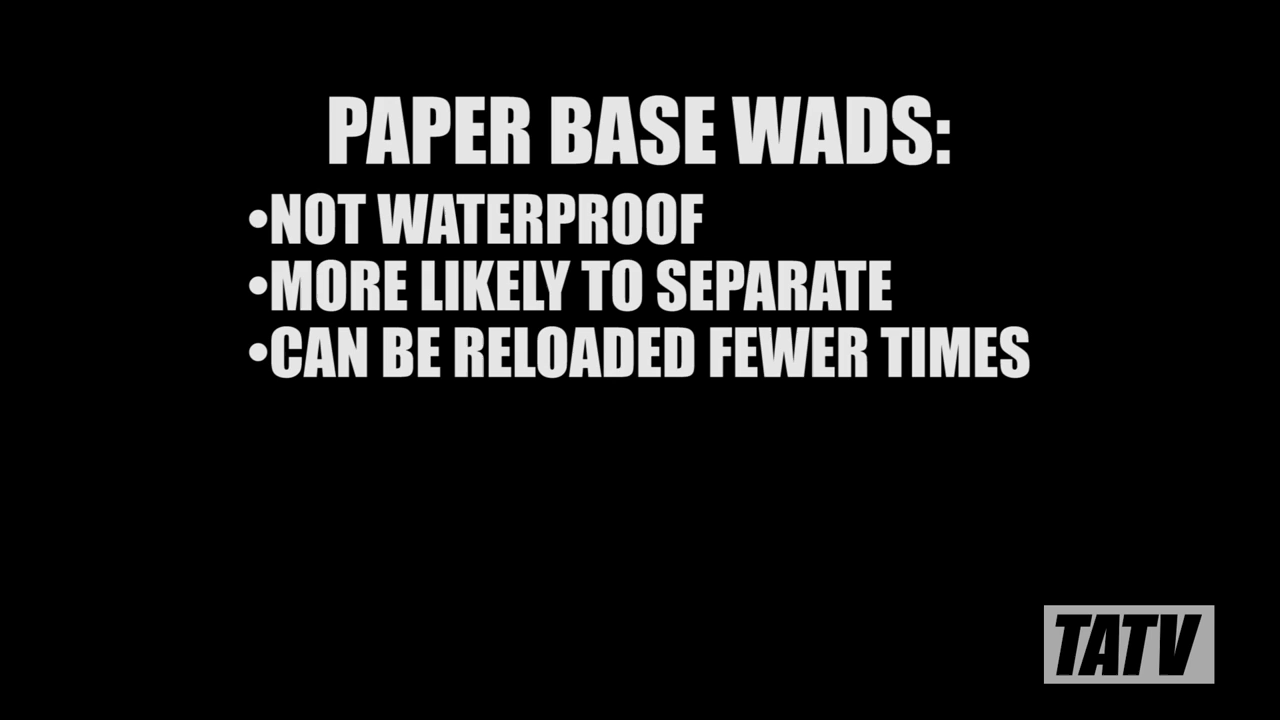 PAPER BASE WADS:
•NOT WATERPROOF
•MORE LIKELY TO SEPARATE
•CAN BE RELOADED FEWER TIMES
TATV